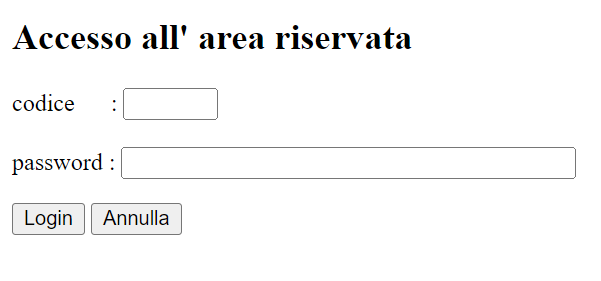 Accesso all' area riservata
codice :
password :
Login Annulla